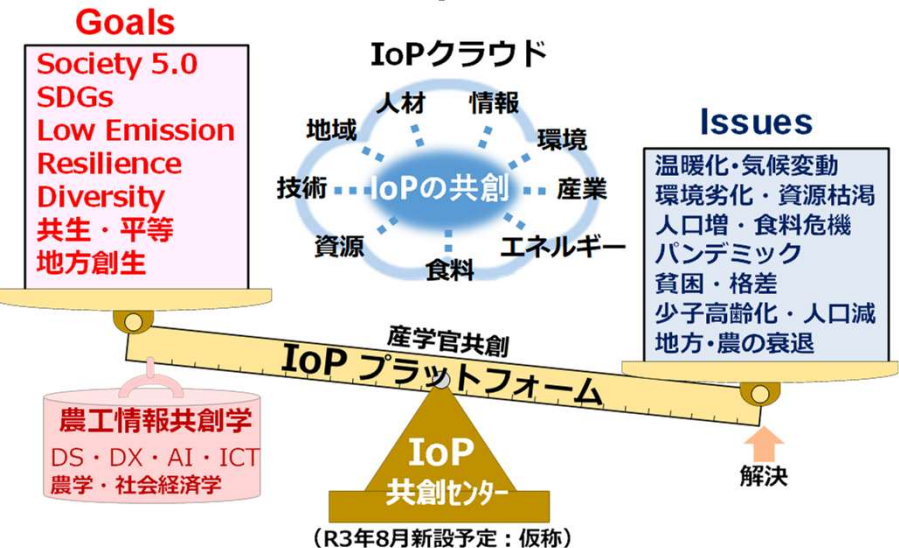 Goals
Society 5.0
SDGs
Low Emission
Resilience
Diversity
共生・平等
地方創生
IoPクラウド
人材
情報
地域
環境
技術
IoPの共創
産業
資源
エネルギー
食料
Issues
温暖化・気候変動
環境劣化・資源枯渇
人口増・食料危機
パンデミック
貧困・格差
少子高齢化・人口減
地方・農の衰退
産学官共創
IoP プラットフォーム
農工情報共創学
DS・DX・AI・ICT
農学・社会経済学
IoP
共創センター
解決
（R3年8月新設予定：仮称）